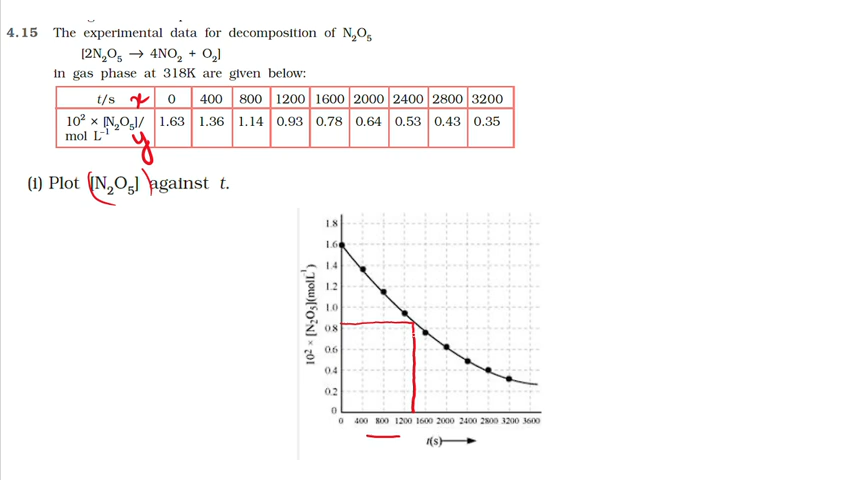 4.15 The experimental data for decomposition of N₂O₅
[2N₂O₅ → 4NO₂ + O₂]
in gas phase at 318K are given below:
t/s x 0 400 800 1200 1600 2000 2400 2800 3200
10² × [N₂O₅]/ 1.63 1.36 1.14 0.93 0.78 0.64 0.53 0.43 0.35
mol L⁻¹ y
(i) Plot [N₂O₅] against t.
1.8
1.6
1.4
1.2
1.0
0.8
0.6
0.4
0.2
0
10² × [N₂O₅](molL⁻¹)
0 400 800 1200 1600 2000 2400 2800 3200 3600
t(s)